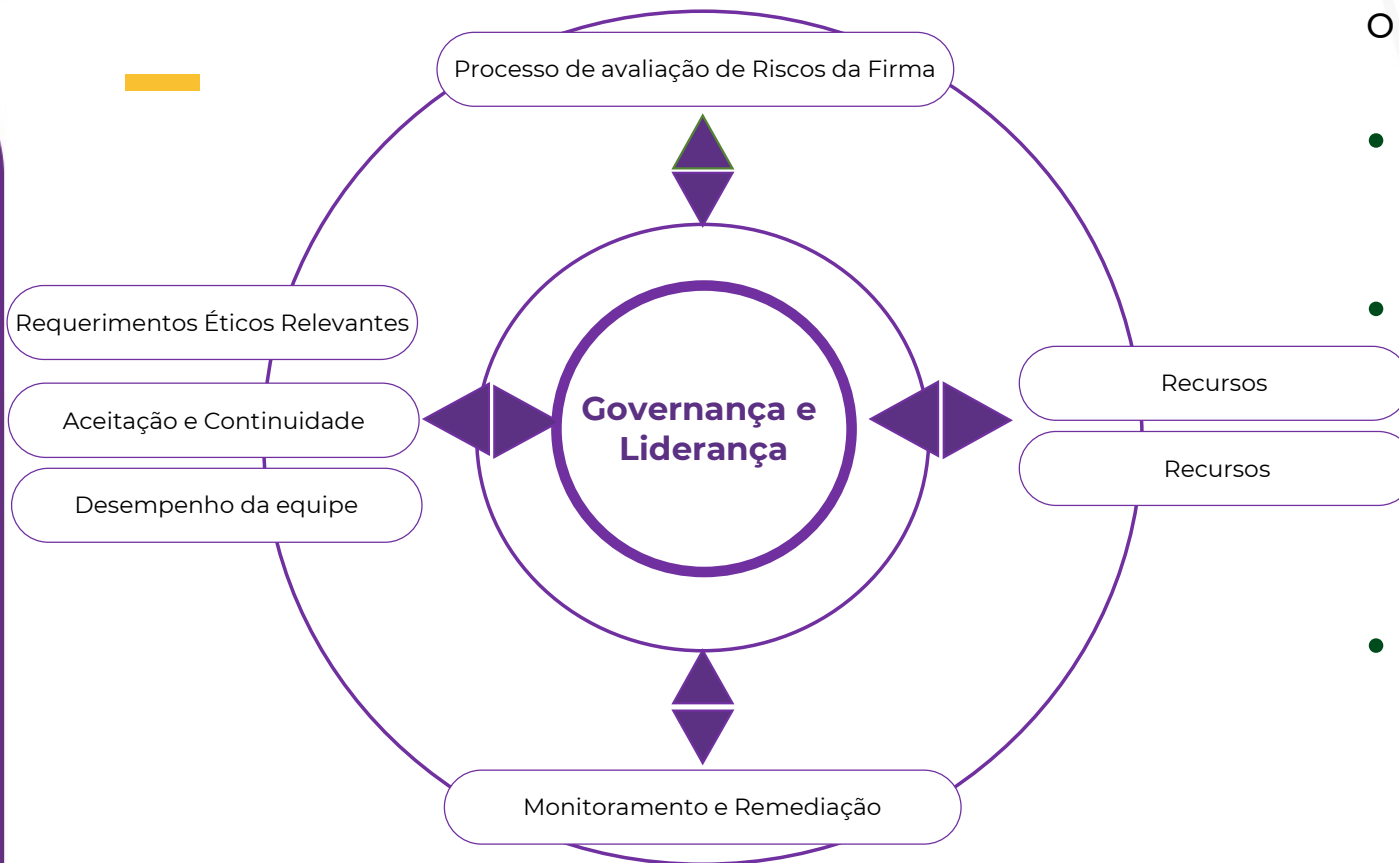 O
Processo de avaliação de Riscos da Firma
Requerimentos Éticos Relevantes
Aceitação e Continuidade
Desempenho da equipe
Governança e
Liderança
Recursos
Recursos
Monitoramento e Remediação